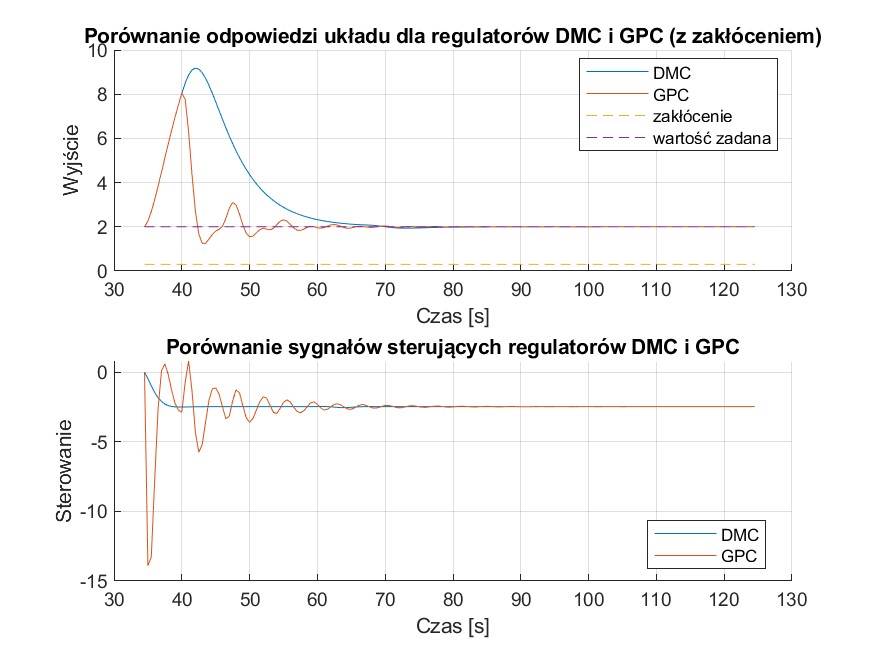 Porównanie odpowiedzi układu dla regulatorów DMC i GPC (z zakłóceniem)
10
8
6
4
2
0
Wyjście
DMC
GPC
zakłócenie
wartość zadana
30 40 50 60 70 80 90 100 110 120 130
Czas [s]
Porównanie sygnałów sterujących regulatorów DMC i GPC
0
-5
-10
-15
Sterowanie
DMC
GPC
30 40 50 60 70 80 90 100 110 120 130
Czas [s]